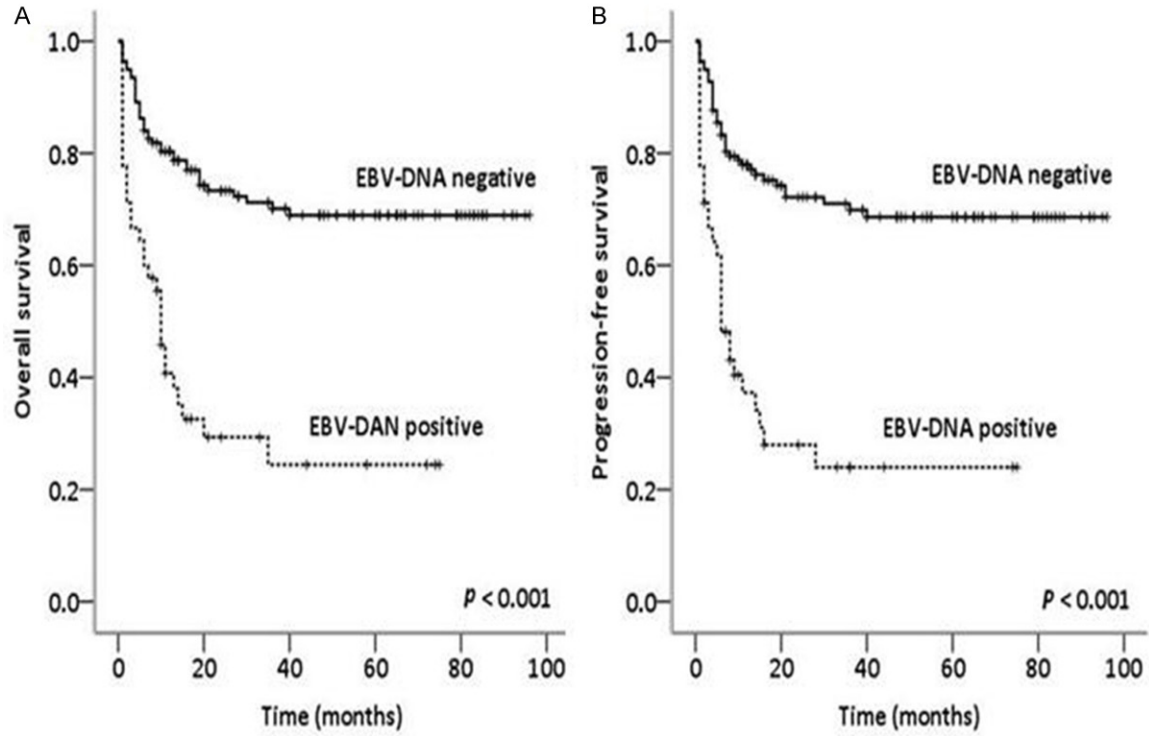 A
Overall survival
1.0
0.8
0.6
0.4
0.2
0.0
EBV-DNA negative
EBV-DAN positive
p < 0.001
0 20 40 60 80 100
Time (months)
B
Progression-free survival
1.0
0.8
0.6
0.4
0.2
0.0
EBV-DNA negative
EBV-DNA positive
P < 0.001
0 20 40 60 80 100
Time (months)